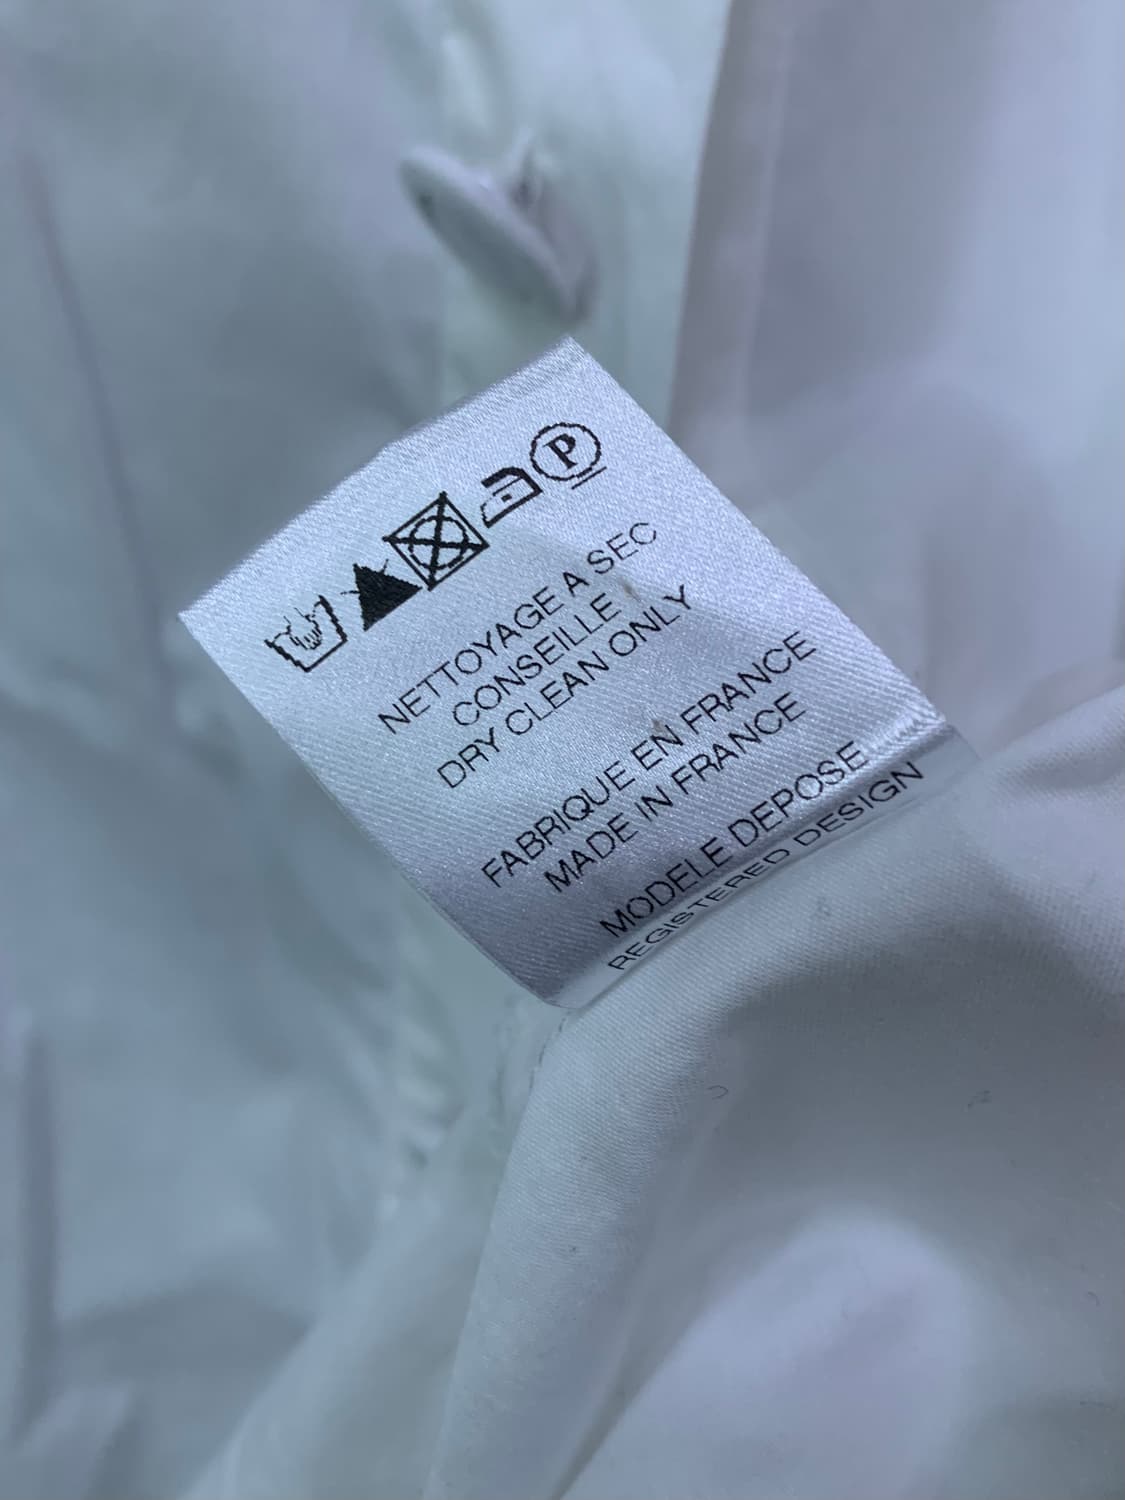 P
NETTOYAGE A SEC
CONSEILLE
DRY CLEAN ONLY
FABRIQUE EN FRANCE
MADE IN FRANCE
MODELE DEPOSE
REGISTERED DESIGN